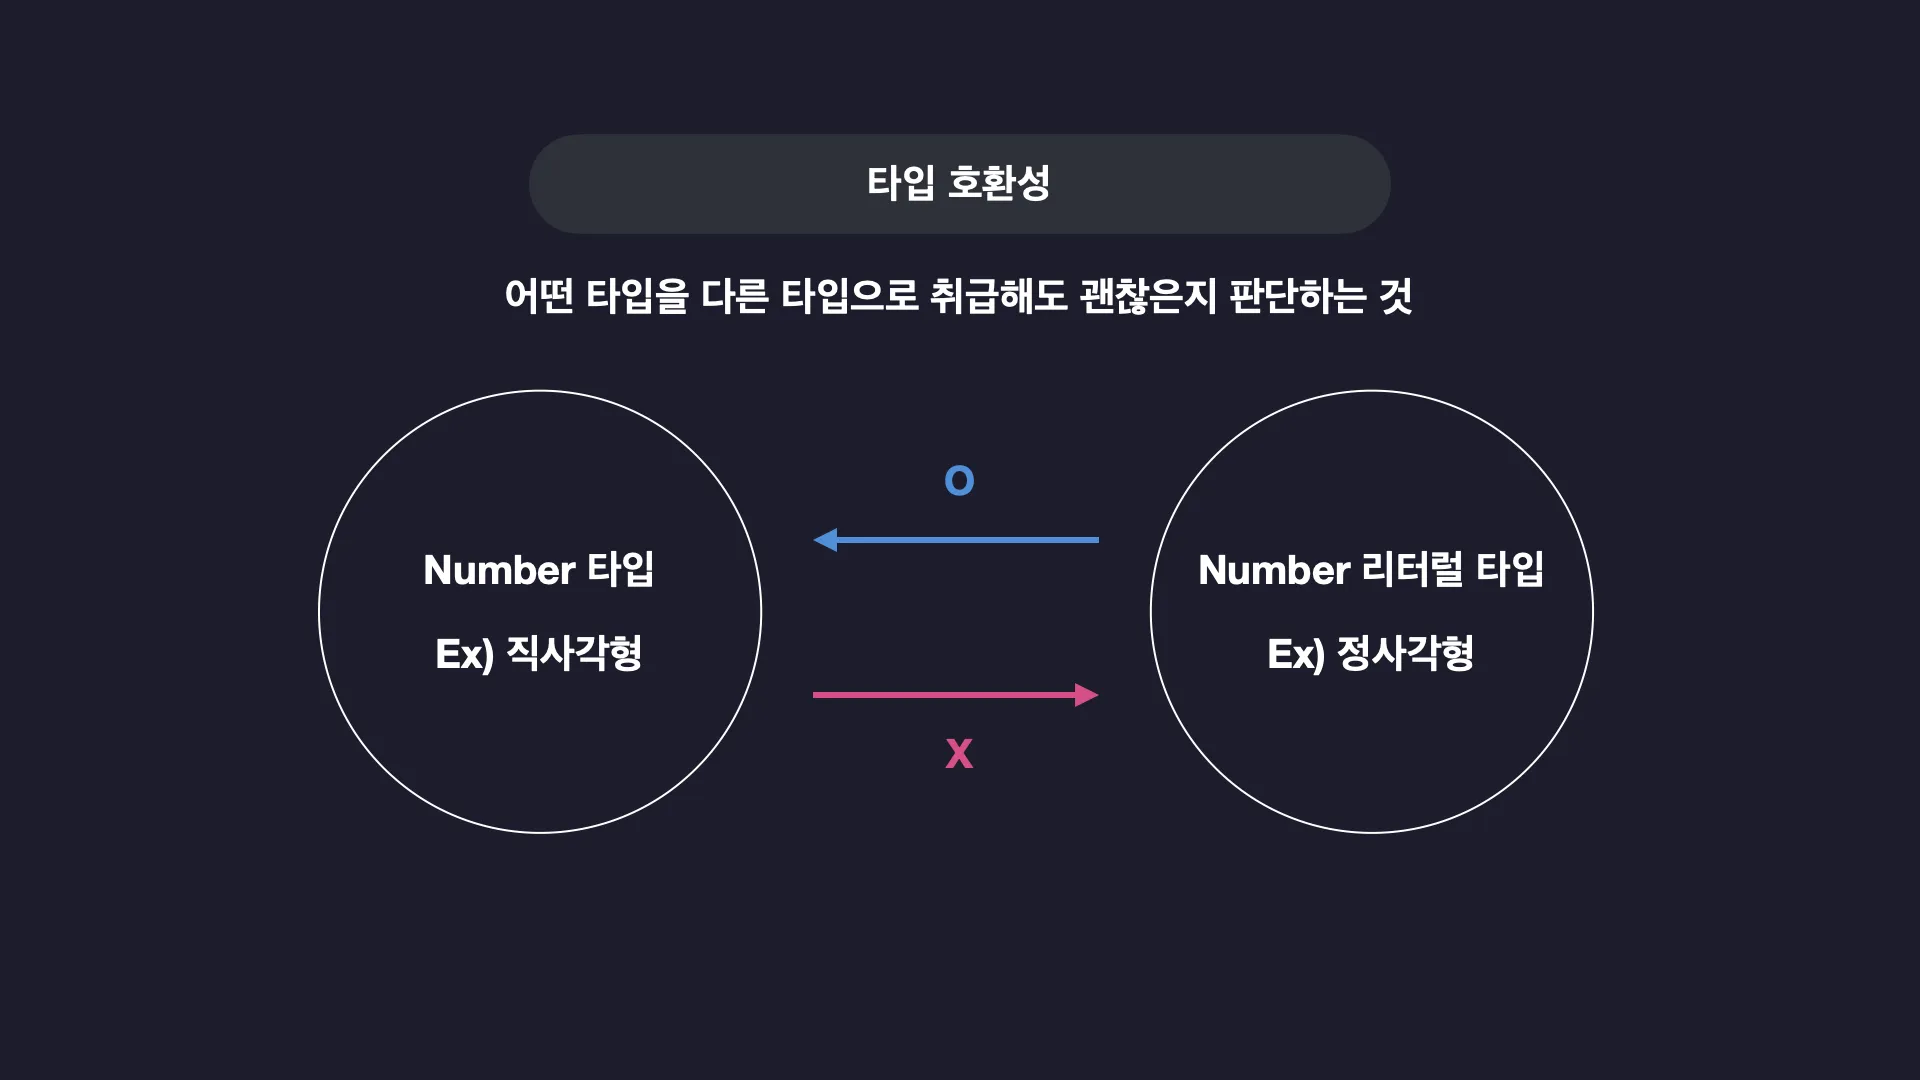 타입 호환성
어떤 타입을 다른 타입으로 취급해도 괜찮은지 판단하는 것
O
Number 타입
Ex) 직사각형
Number 리터럴 타입
Ex) 정사각형
X